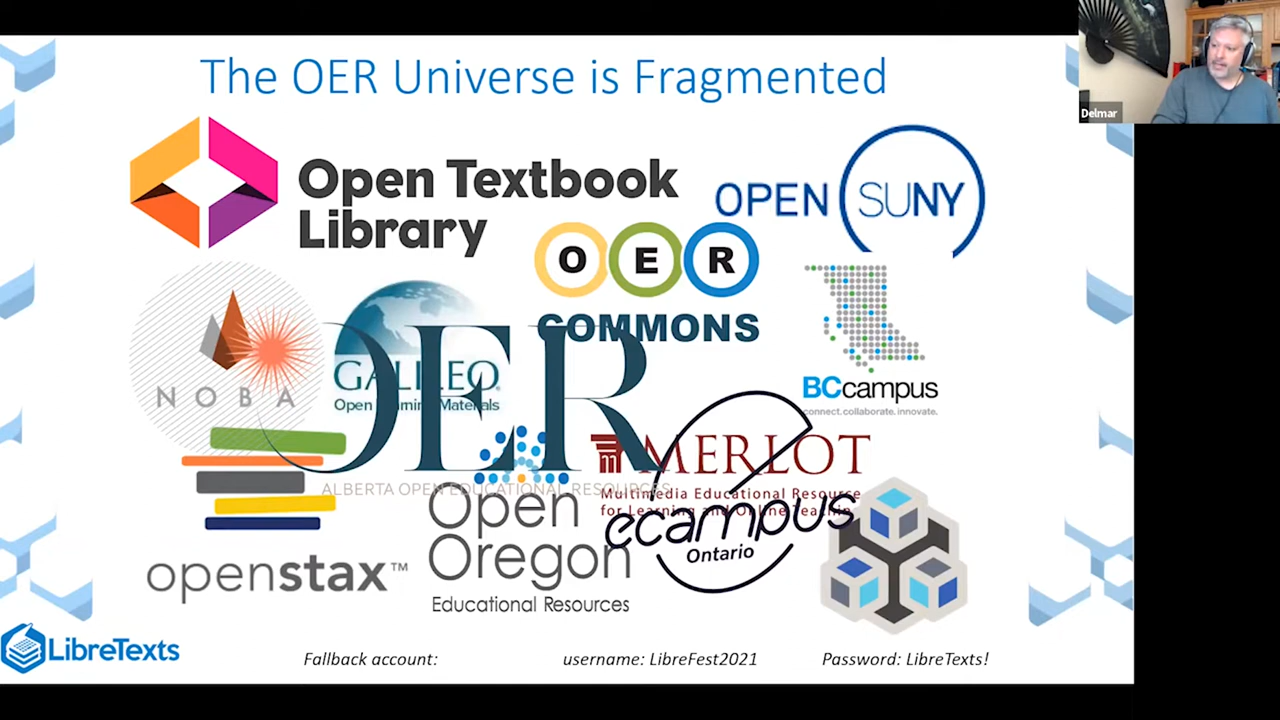 The OER Universe is Fragmented
Delmar
Open Textbook
Library
OPEN SUNY
O E R
COMMONS
NOBA
GALILEO
Open Learning Materials
OER
ALBERTA OPEN EDUCATIONAL RESOURCES
BCcampus
connect.collaborate.innovate.
MERLOT
Multimedia Educational Resource
for Learning and Online Teaching
openstax™
Open
Oregon
Educational Resources
ecampus
Ontario
LibreTexts
Fallback account: username: LibreFest2021 Password: LibreTexts!